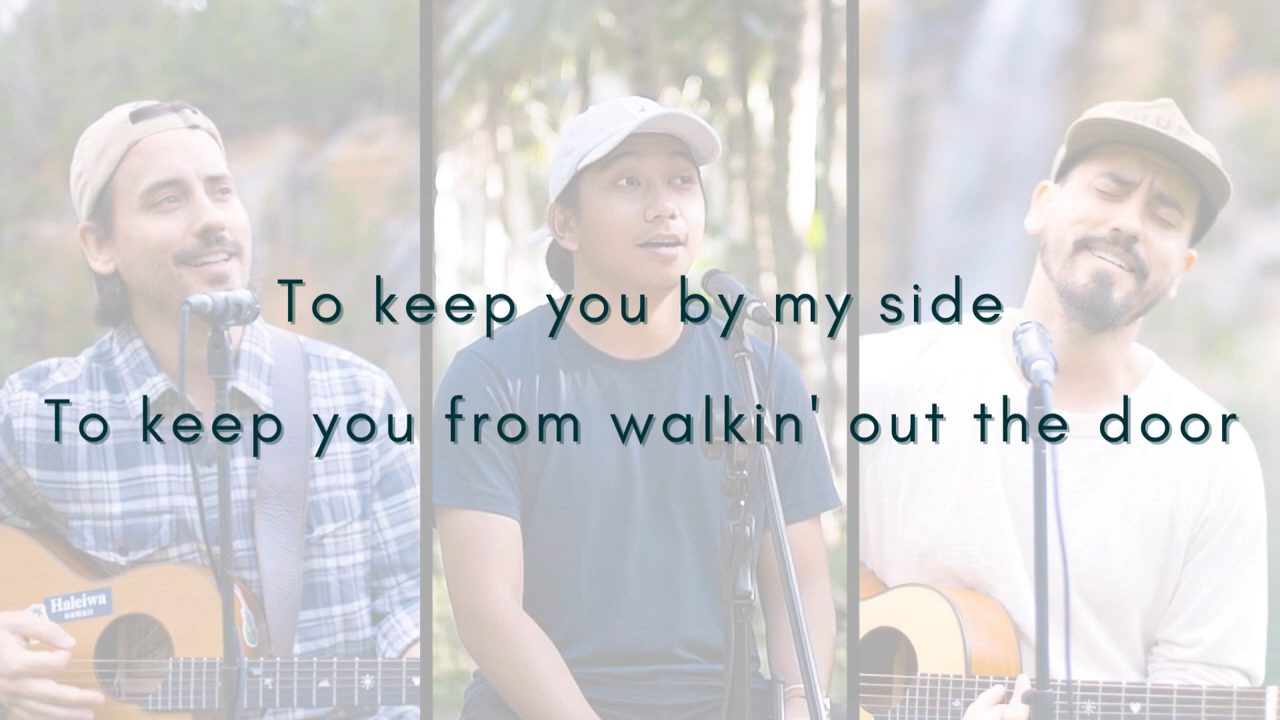 To keep you by my side
To keep you from walkin' out the door
Haleiwa
HAWAII